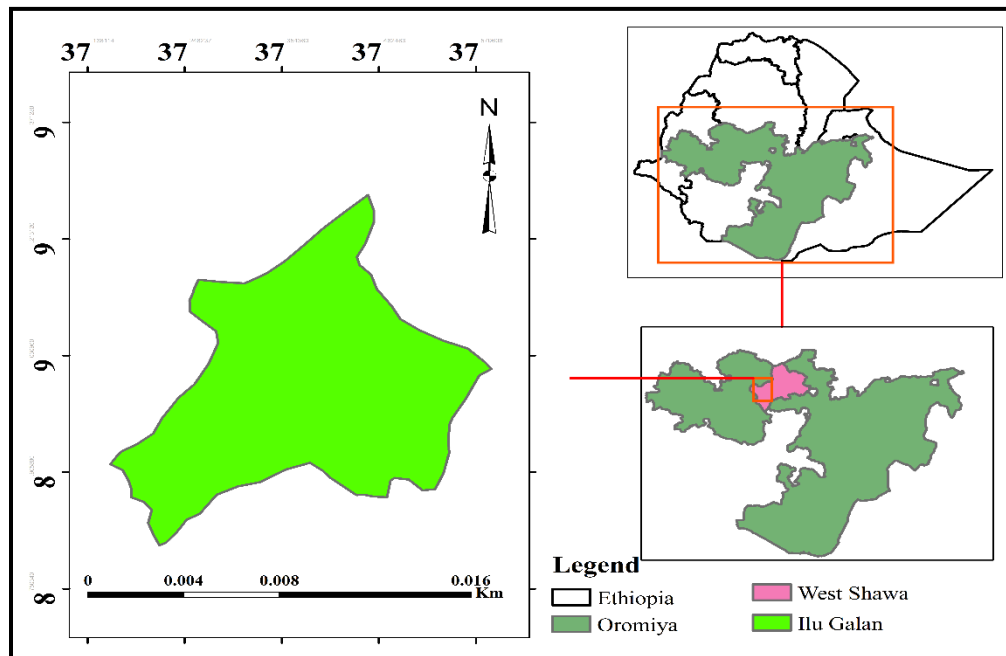 37 37 37 37 37
9
9
9
8
8
N
0 0.004 0.008 0.016
Km
Legend
Ethiopia
West Shawa
Oromiya
Ilu Galan